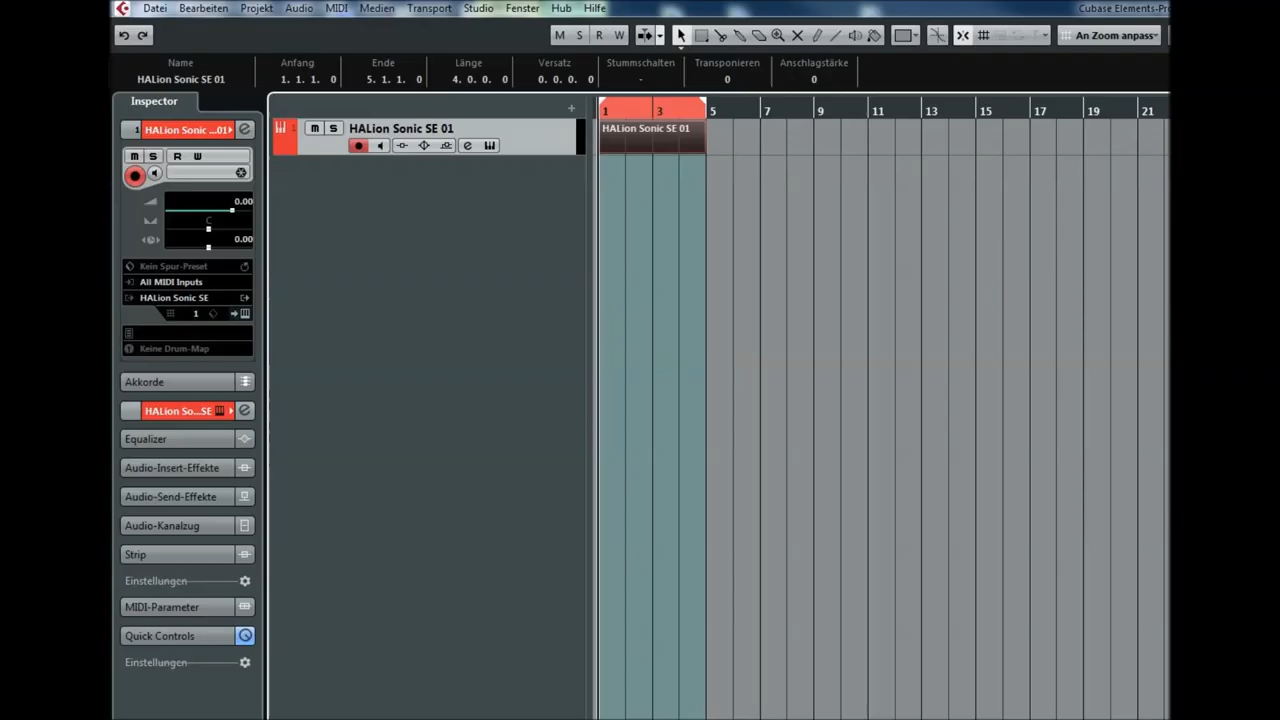 Datei Bearbeiten Projekt Audio MIDI Medien Transport Studio Fenster Hub Hilfe
M S R W An Zoom anpass
Name Anfang Ende Länge Versatz Stummschalten Transponieren Anschlagstärke
HALion Sonic SE 01 1. 1. 1. 0 5. 1. 1. 0 4. 0. 0. 0 0. 0. 0. 0 - 0 0
Inspector
1 3 5 7 9 11 13 15 17 19 21
1 HALion Sonic ...01
1 m S HALion Sonic SE 01
HALion Sonic SE 01
m S R W
0.00
C
0.00
Kein Spur-Preset
All MIDI Inputs
HALion Sonic SE
1
Keine Drum-Map
Akkorde
HALion So...SE
Equalizer
Audio-Insert-Effekte
Audio-Send-Effekte
Audio-Kanalzug
Strip
Einstellungen
MIDI-Parameter
Quick Controls
Einstellungen